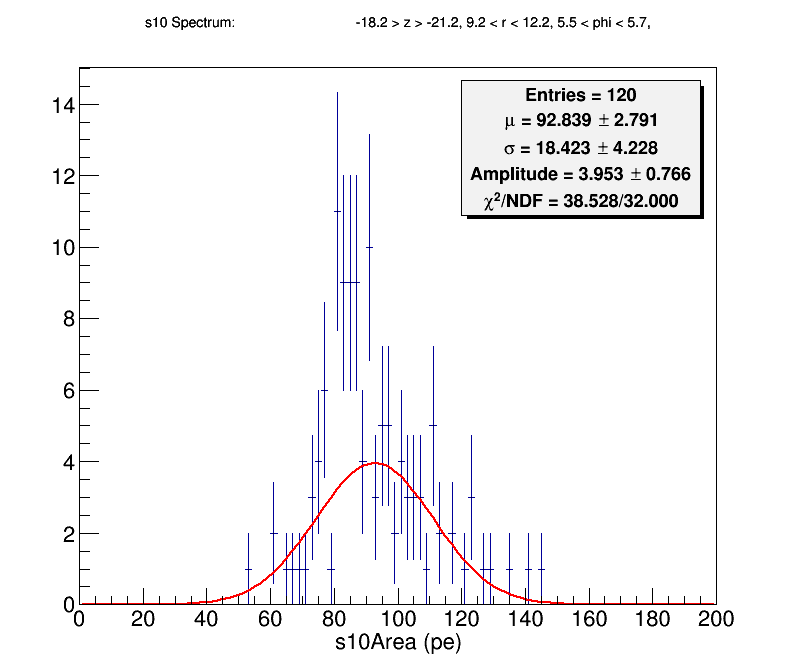 s10 Spectrum: -18.2 > z > -21.2, 9.2 < r < 12.2, 5.5 < phi < 5.7,
Entries = 120
μ = 92.839 ± 2.791
σ = 18.423 ± 4.228
Amplitude = 3.953 ± 0.766
χ²/NDF = 38.528/32.000
14
12
10
8
6
4
2
0
0 20 40 60 80 100 120 140 160 180 200
s10Area (pe)